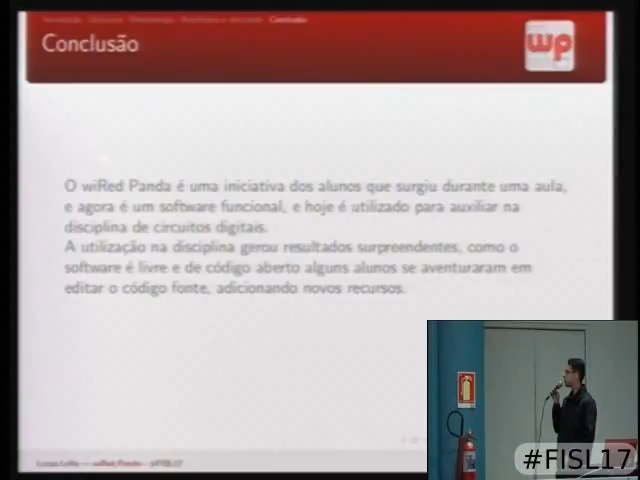 Conclusão
wp
O wiRed Panda é uma iniciativa dos alunos que surgiu durante uma aula,
e agora é um software funcional, e hoje é utilizado para auxiliar na
disciplina de circuitos digitais.
A utilização na disciplina gerou resultados surpreendentes, como o
software é livre e de código aberto alguns alunos se aventuraram em
editar o código fonte, adicionando novos recursos.
#FISL17